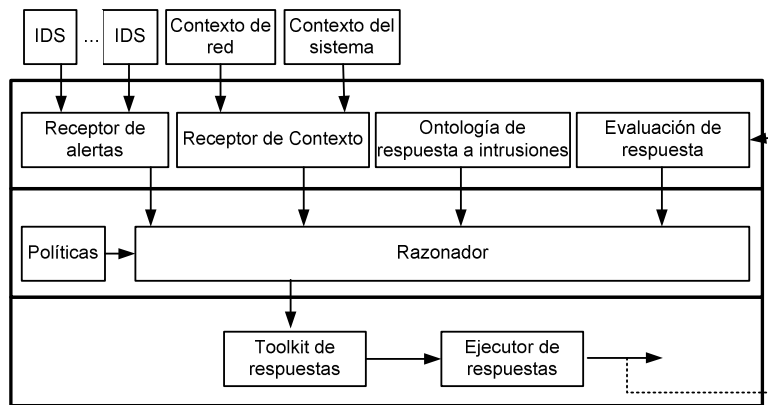 IDS ... IDS
Contexto de
red
Contexto del
sistema
Receptor de
alertas
Receptor de Contexto
Ontología de
respuesta a intrusiones
Evaluación de
respuesta
Políticas
Razonador
Toolkit de
respuestas
Ejecutor de
respuestas